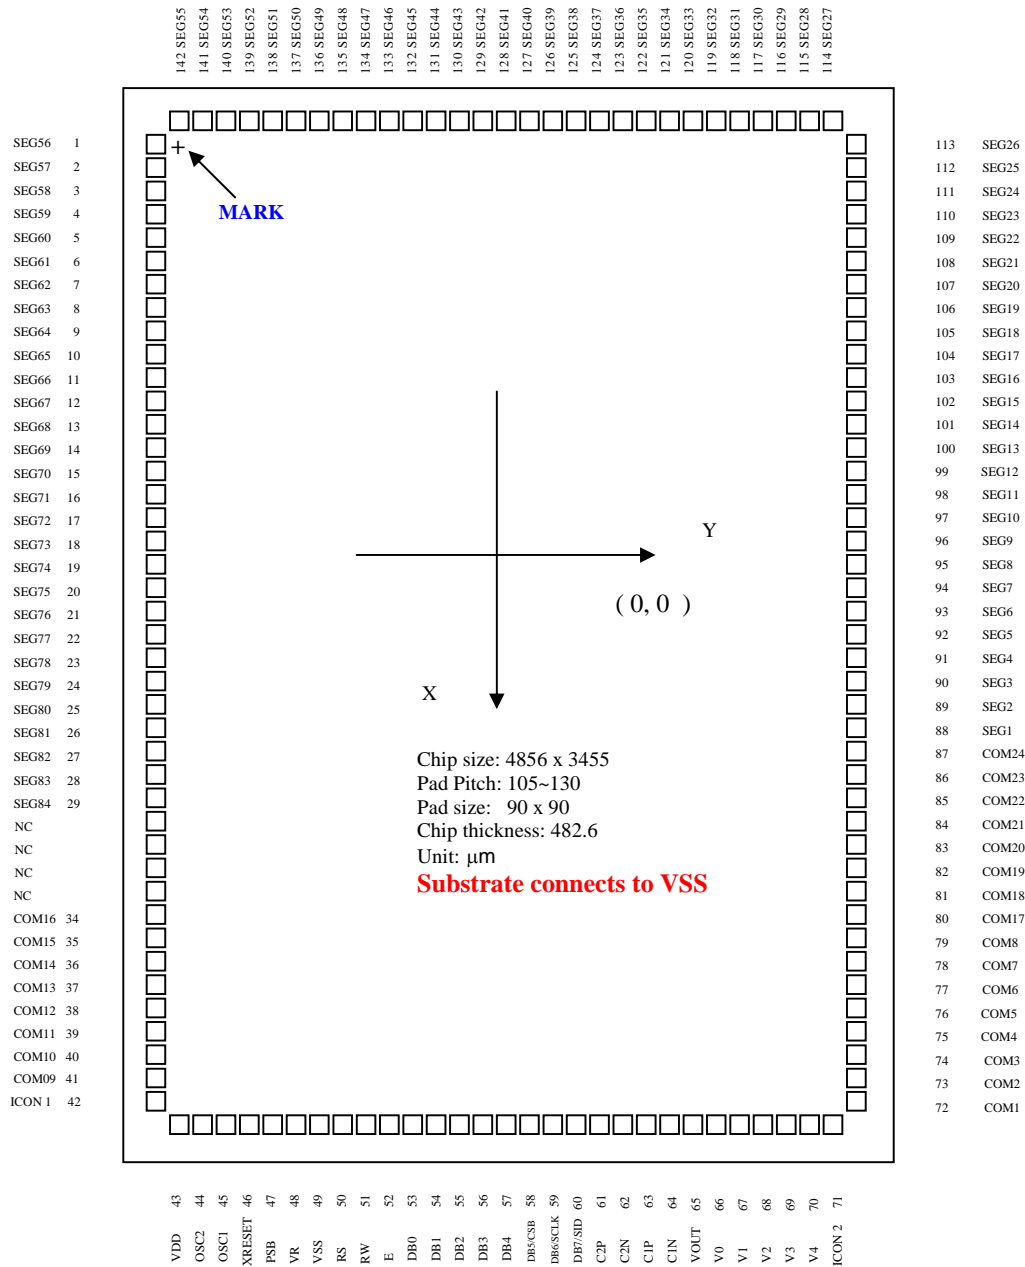 142 SEG55
141 SEG54
140 SEG53
139 SEG52
138 SEG51
137 SEG50
136 SEG49
135 SEG48
134 SEG47
133 SEG46
132 SEG45
131 SEG44
130 SEG43
129 SEG42
128 SEG41
127 SEG40
126 SEG39
125 SEG38
124 SEG37
123 SEG36
122 SEG35
121 SEG34
120 SEG33
119 SEG32
118 SEG31
117 SEG30
116 SEG29
115 SEG28
114 SEG27
SEG56 1
SEG57 2
SEG58 3
SEG59 4
SEG60 5
SEG61 6
SEG62 7
SEG63 8
SEG64 9
SEG65 10
SEG66 11
SEG67 12
SEG68 13
SEG69 14
SEG70 15
SEG71 16
SEG72 17
SEG73 18
SEG74 19
SEG75 20
SEG76 21
SEG77 22
SEG78 23
SEG79 24
SEG80 25
SEG81 26
SEG82 27
SEG83 28
SEG84 29
NC
NC
NC
NC
COM16 34
COM15 35
COM14 36
COM13 37
COM12 38
COM11 39
COM10 40
COM09 41
ICON 1 42
+
MARK
Y
( 0, 0 )
X
Chip size: 4856 x 3455
Pad Pitch: 105~130
Pad size: 90 x 90
Chip thickness: 482.6
Unit: μm
Substrate connects to VSS
113 SEG26
112 SEG25
111 SEG24
110 SEG23
109 SEG22
108 SEG21
107 SEG20
106 SEG19
105 SEG18
104 SEG17
103 SEG16
102 SEG15
101 SEG14
100 SEG13
99 SEG12
98 SEG11
97 SEG10
96 SEG9
95 SEG8
94 SEG7
93 SEG6
92 SEG5
91 SEG4
90 SEG3
89 SEG2
88 SEG1
87 COM24
86 COM23
85 COM22
84 COM21
83 COM20
82 COM19
81 COM18
80 COM17
79 COM8
78 COM7
77 COM6
76 COM5
75 COM4
74 COM3
73 COM2
72 COM1
VDD 43
OSC2 44
OSC1 45
XRESET 46
PSB 47
VR 48
VSS 49
RS 50
RW 51
E 52
DB0 53
DB1 54
DB2 55
DB3 56
DB4 57
DB5/CSB 58
DB6/SCLK 59
DB7/SID 60
C2P 61
C2N 62
C1P 63
C1N 64
VOUT 65
V0 66
V1 67
V2 68
V3 69
V4 70
ICON 2 71